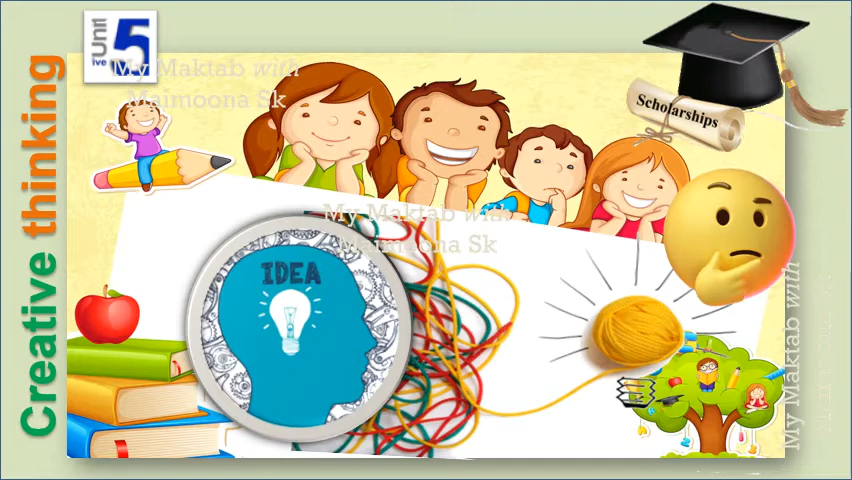 Unit
five
5
My Maktab with
Maimoona Sk
Creative thinking
Scholarships
My Maktab with
Maimoona Sk
IDEA
My Maktab with